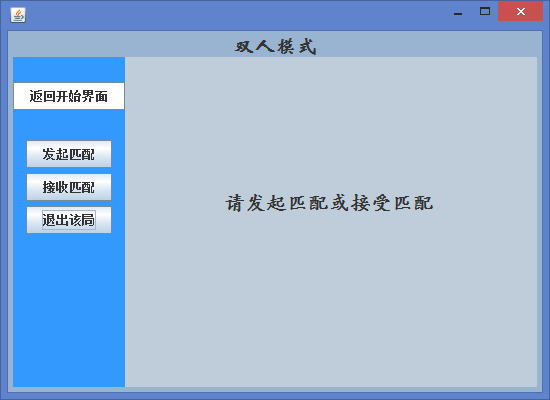 双人模式
返回开始界面
发起匹配
接收匹配
退出该局
请发起匹配或接受匹配